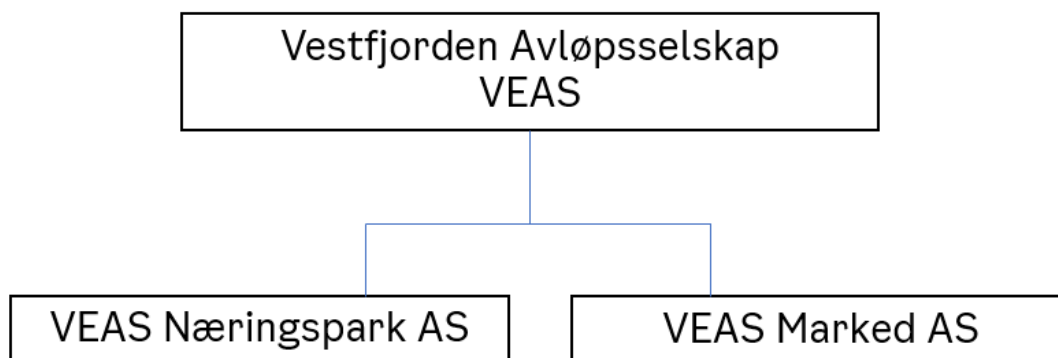 Vestfjorden Avløpsselskap
VEAS
VEAS Næringspark AS
VEAS Marked AS